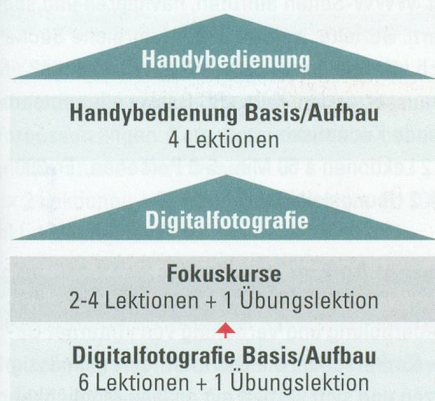 Handybedienung
Handybedienung Basis/Aufbau
4 Lektionen
Digitalfotografie
Fokuskurse
2-4 Lektionen + 1 Übungslektion
Digitalfotografie Basis/Aufbau
6 Lektionen + 1 Übungslektion